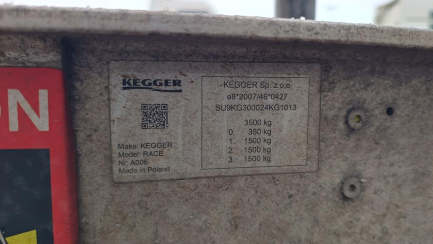 KEGGER
KEGGER Sp. z o.o.
e8*2007/46*0427
SU9KG300024KG1013
3500 kg
0. 350 kg
1. 1500 kg
2. 1500 kg
3. 1500 kg
Make: KEGGER
Model: RACE
Nr: A006-
Made in Poland
ON